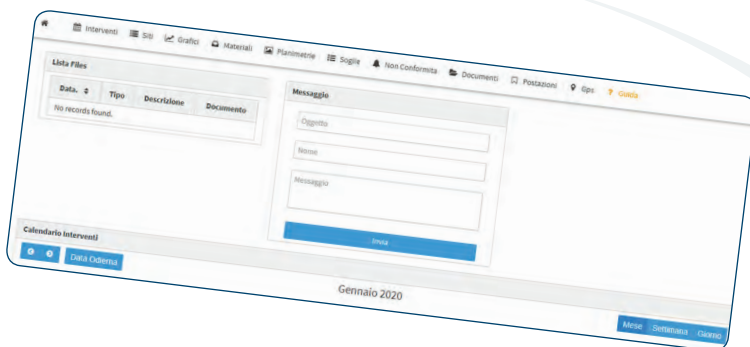 Interventi Siti Grafici Materiali Planimetrie Soglie Non Conformita Documenti Postazioni Gps ? Guida
Lista Files
Data. Tipo Descrizione Documento
No records found.
Messaggio
Oggetto
Nome
Messaggio
Invia
Calendario Interventi
Data Odierna
Gennaio 2020
Mese Settimana Giorno